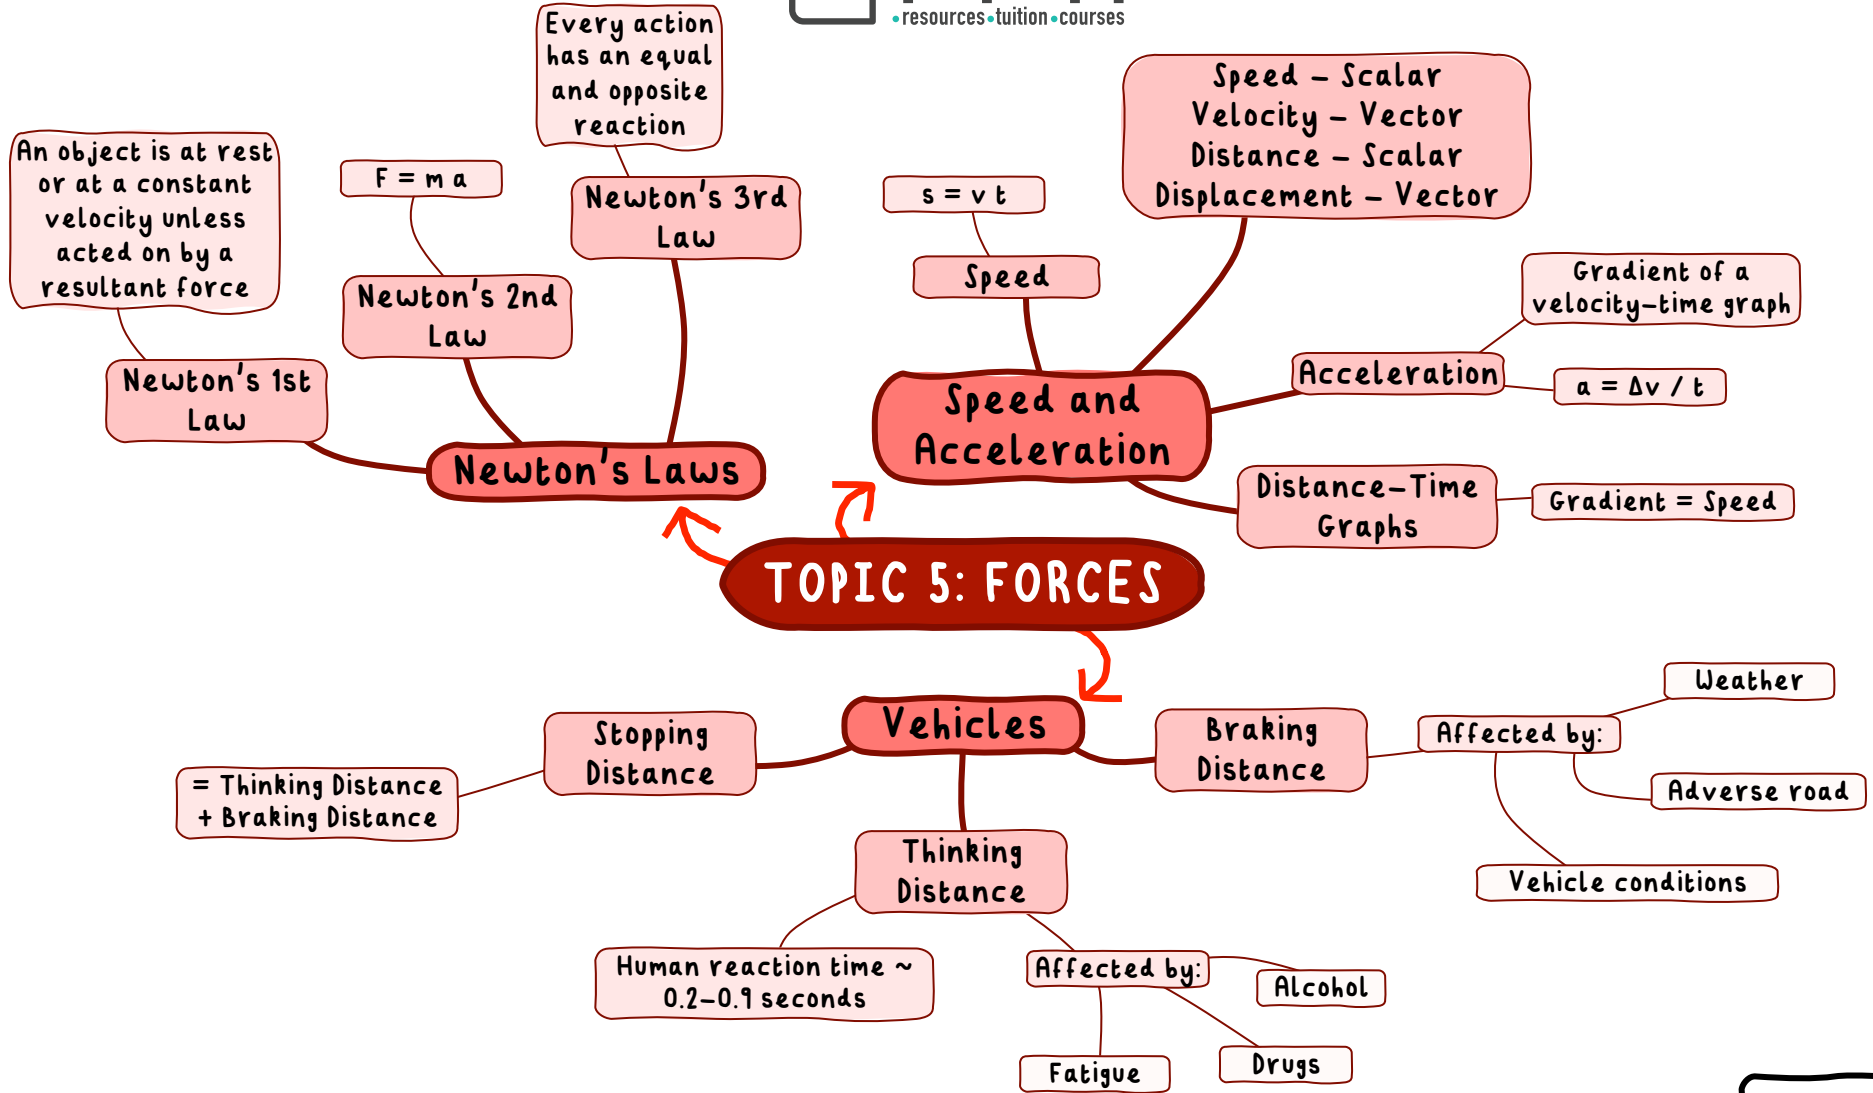 •resources•tuition•courses
Every action
has an equal
and opposite
reaction
An object is at rest
or at a constant
velocity unless
acted on by a
resultant force
F = m a
Newton's 3rd
Law
Newton's 2nd
Law
Newton's 1st
Law
Newton's Laws
Speed – Scalar
Velocity – Vector
Distance – Scalar
Displacement – Vector
s = v t
Speed
Gradient of a
velocity–time graph
Acceleration
a = Δv / t
Speed and
Acceleration
Distance–Time
Graphs
Gradient = Speed
TOPIC 5: FORCES
Vehicles
Stopping
Distance
= Thinking Distance
+ Braking Distance
Braking
Distance
Affected by:
Weather
Adverse road
Vehicle conditions
Thinking
Distance
Human reaction time ~
0.2–0.9 seconds
Affected by:
Alcohol
Drugs
Fatigue